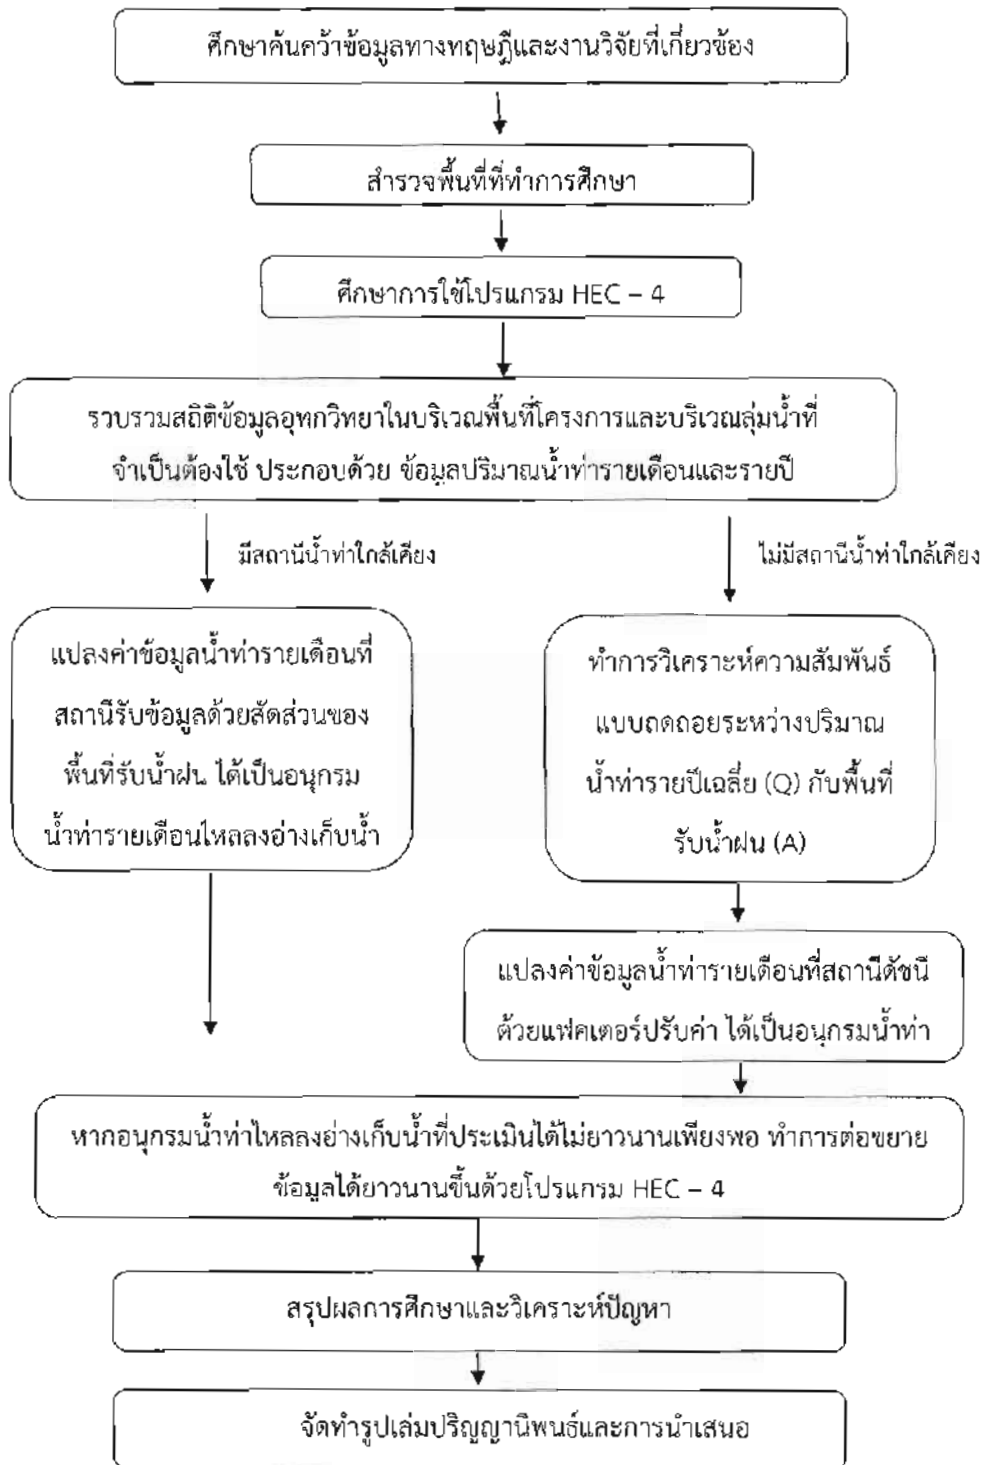 ศึกษาค้นคว้าข้อมูลทางทฤษฎีและงานวิจัยที่เกี่ยวข้อง
สำรวจพื้นที่ที่ทำการศึกษา
ศึกษาการใช้โปรแกรม HEC – 4
รวบรวมสถิติข้อมูลอุทกวิทยาในบริเวณพื้นที่โครงการและบริเวณลุ่มน้ำที่
จำเป็นต้องใช้ ประกอบด้วย ข้อมูลปริมาณน้ำท่ารายเดือนและรายปี
มีสถานีน้ำท่าใกล้เคียง
ไม่มีสถานีน้ำท่าใกล้เคียง
แปลงค่าข้อมูลน้ำท่ารายเดือนที่
สถานีรับข้อมูลด้วยสัดส่วนของ
พื้นที่รับน้ำฝน ได้เป็นอนุกรม
น้ำท่ารายเดือนไหลลงอ่างเก็บน้ำ
ทำการวิเคราะห์ความสัมพันธ์
แบบถดถอยระหว่างปริมาณ
น้ำท่ารายปีเฉลี่ย (Q) กับพื้นที่
รับน้ำฝน (A)
แปลงค่าข้อมูลน้ำท่ารายเดือนที่สถานีดัชนี
ด้วยแฟคเตอร์ปรับค่า ได้เป็นอนุกรมน้ำท่า
หากอนุกรมน้ำท่าไหลลงอ่างเก็บน้ำที่ประเมินได้ไม่ยาวนานเพียงพอ ทำการต่อขยาย
ข้อมูลได้ยาวนานขึ้นด้วยโปรแกรม HEC – 4
สรุปผลการศึกษาและวิเคราะห์ปัญหา
จัดทำรูปเล่มปริญญานิพนธ์และการนำเสนอ